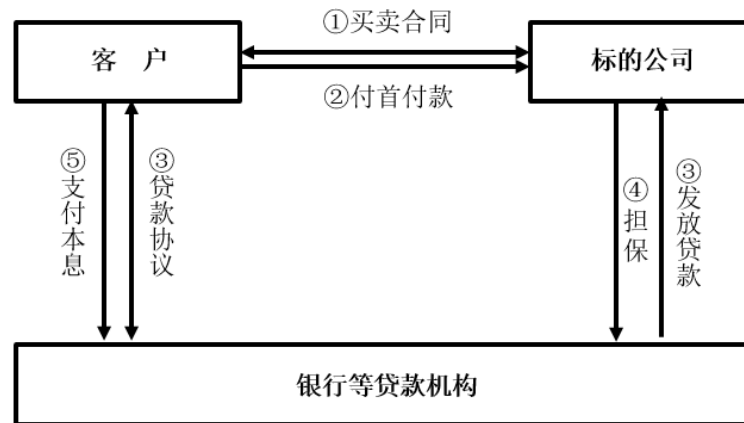 ①买卖合同
客　户
标的公司
②付首付款
⑤支付本息
③贷款协议
④担保
③发放贷款
银行等贷款机构